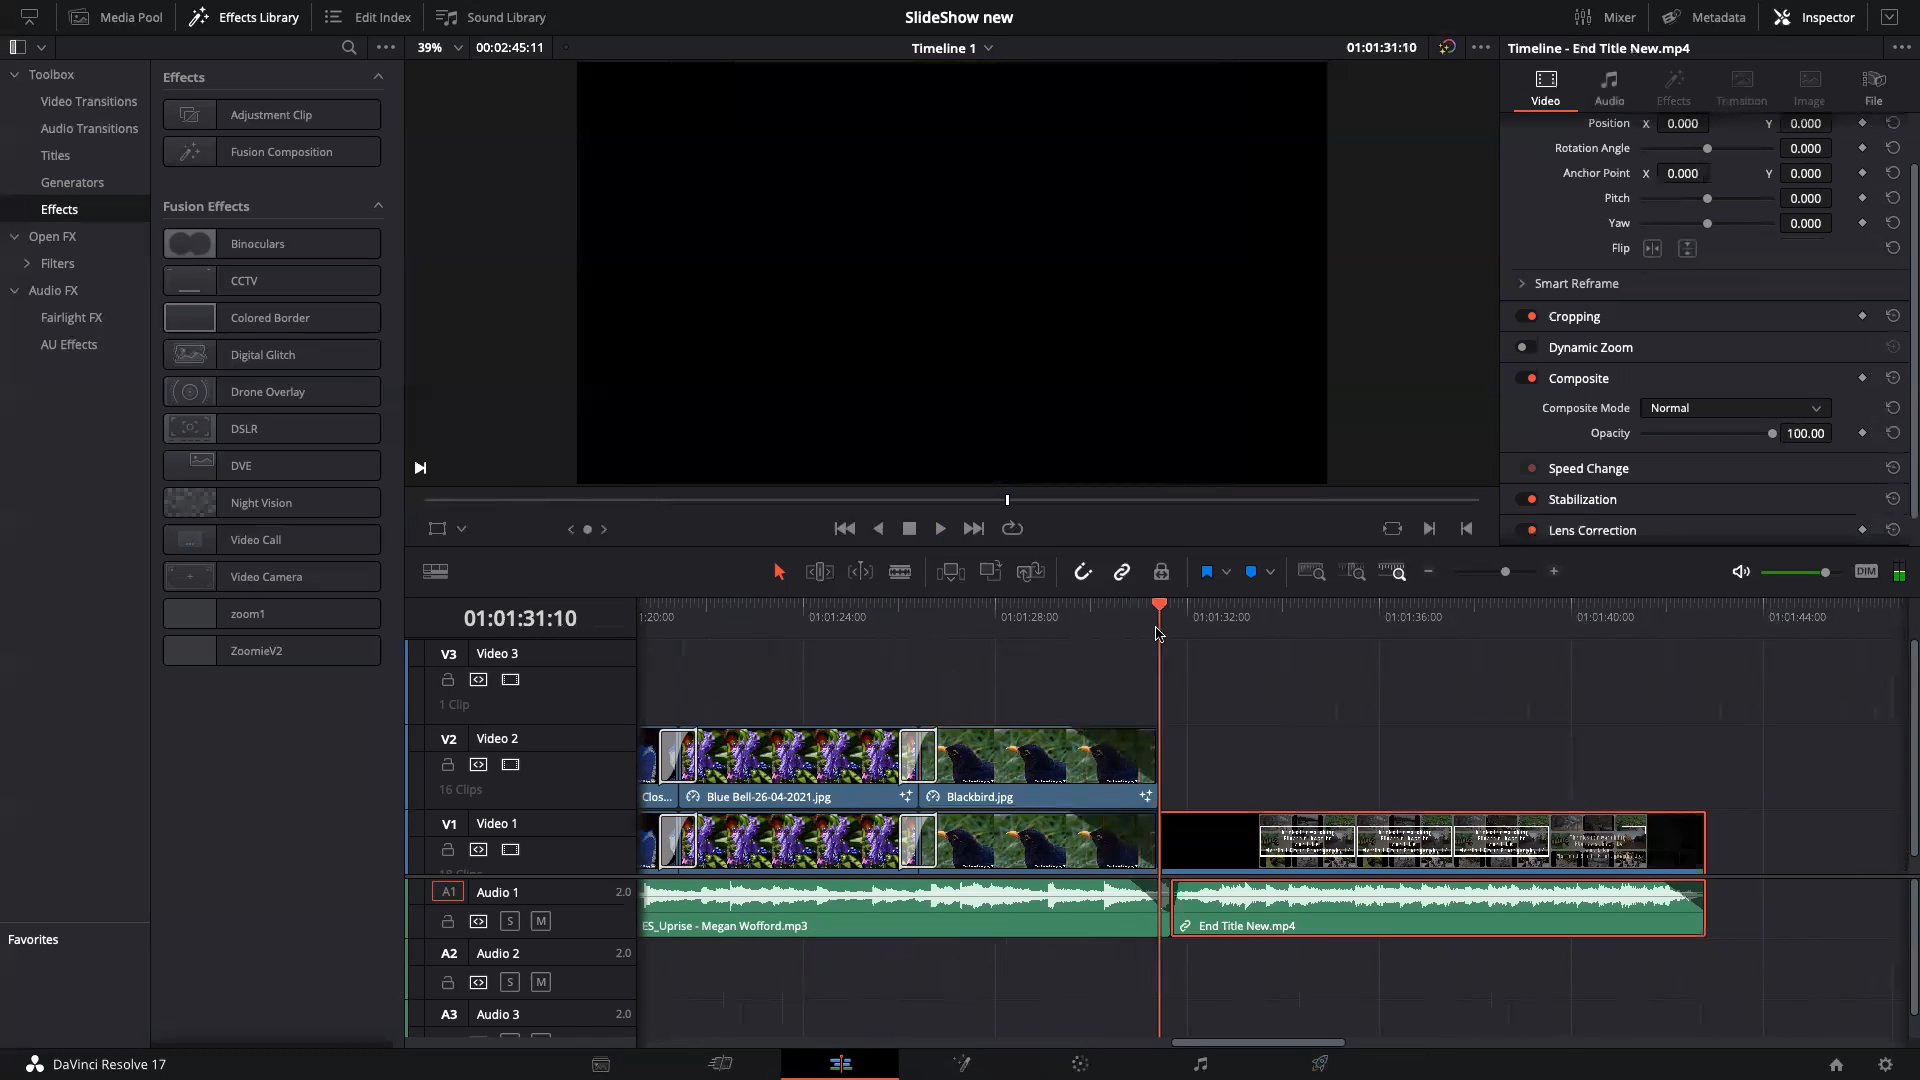 Media Pool
Effects Library
Edit Index
Sound Library
SlideShow new
Mixer
Metadata
Inspector
39%
00:02:45:11
Timeline 1
01:01:31:10
Timeline - End Title New.mp4
Toolbox
Video Transitions
Audio Transitions
Titles
Generators
Effects
Open FX
Filters
Audio FX
Fairlight FX
AU Effects
Favorites
Effects
Adjustment Clip
Fusion Composition
Fusion Effects
Binoculars
CCTV
Colored Border
Digital Glitch
Drone Overlay
DSLR
DVE
Night Vision
Video Call
Video Camera
zoom1
ZoomieV2
Video
Audio
Effects
Transition
Image
File
Position X 0.000 Y 0.000
Rotation Angle 0.000
Anchor Point X 0.000 Y 0.000
Pitch 0.000
Yaw 0.000
Flip
Smart Reframe
Cropping
Dynamic Zoom
Composite
Composite Mode Normal
Opacity 100.00
Speed Change
Stabilization
Lens Correction
DIM
01:01:31:10
1:20:00
01:01:24:00
01:01:28:00
01:01:32:00
01:01:36:00
01:01:40:00
01:01:44:00
V3 Video 3
1 Clip
V2 Video 2
16 Clips
Clos...
Blue Bell-26-04-2021.jpg
Blackbird.jpg
V1 Video 1
A1 Audio 1 2.0
S M
ES_Uprise - Megan Wofford.mp3
End Title New.mp4
A2 Audio 2 2.0
S M
A3 Audio 3 2.0
DaVinci Resolve 17